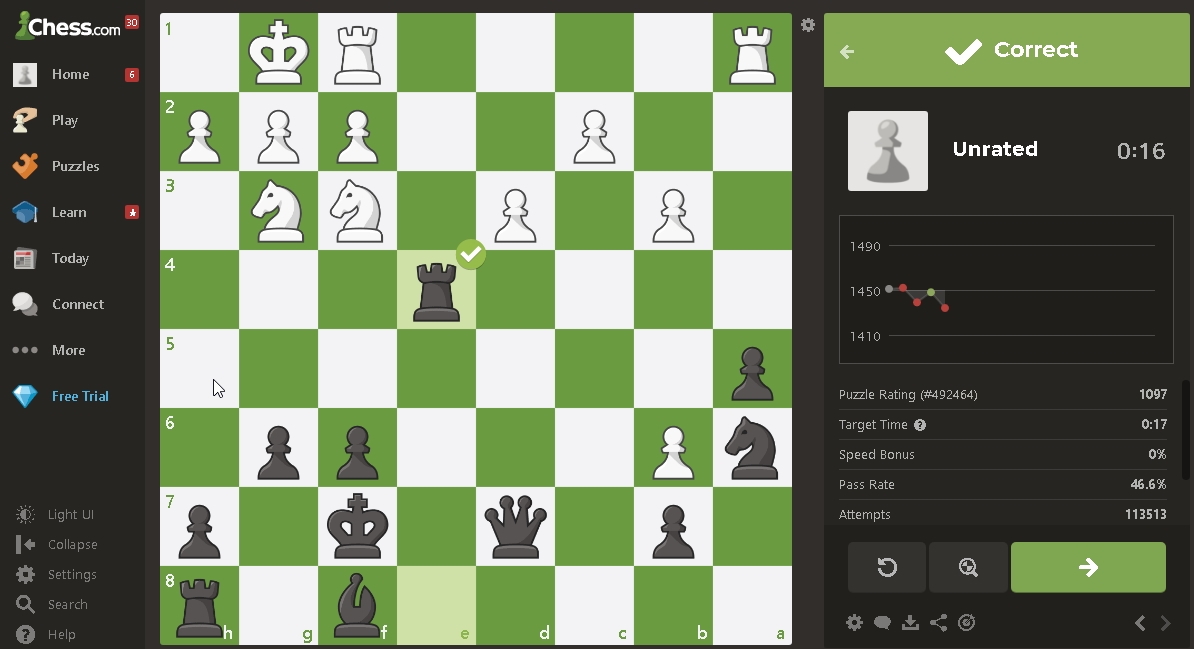 Chess.com 30
Home 6
Play
Puzzles
Learn
Today
Connect
More
Free Trial
Light UI
Collapse
Settings
Search
Help
1
2
3
4
5
6
7
8
h g f e d c b a
Correct
Unrated 0:16
1490
1450
1410
Puzzle Rating (#492464) 1097
Target Time ? 0:17
Speed Bonus 0%
Pass Rate 46.6%
Attempts 113513